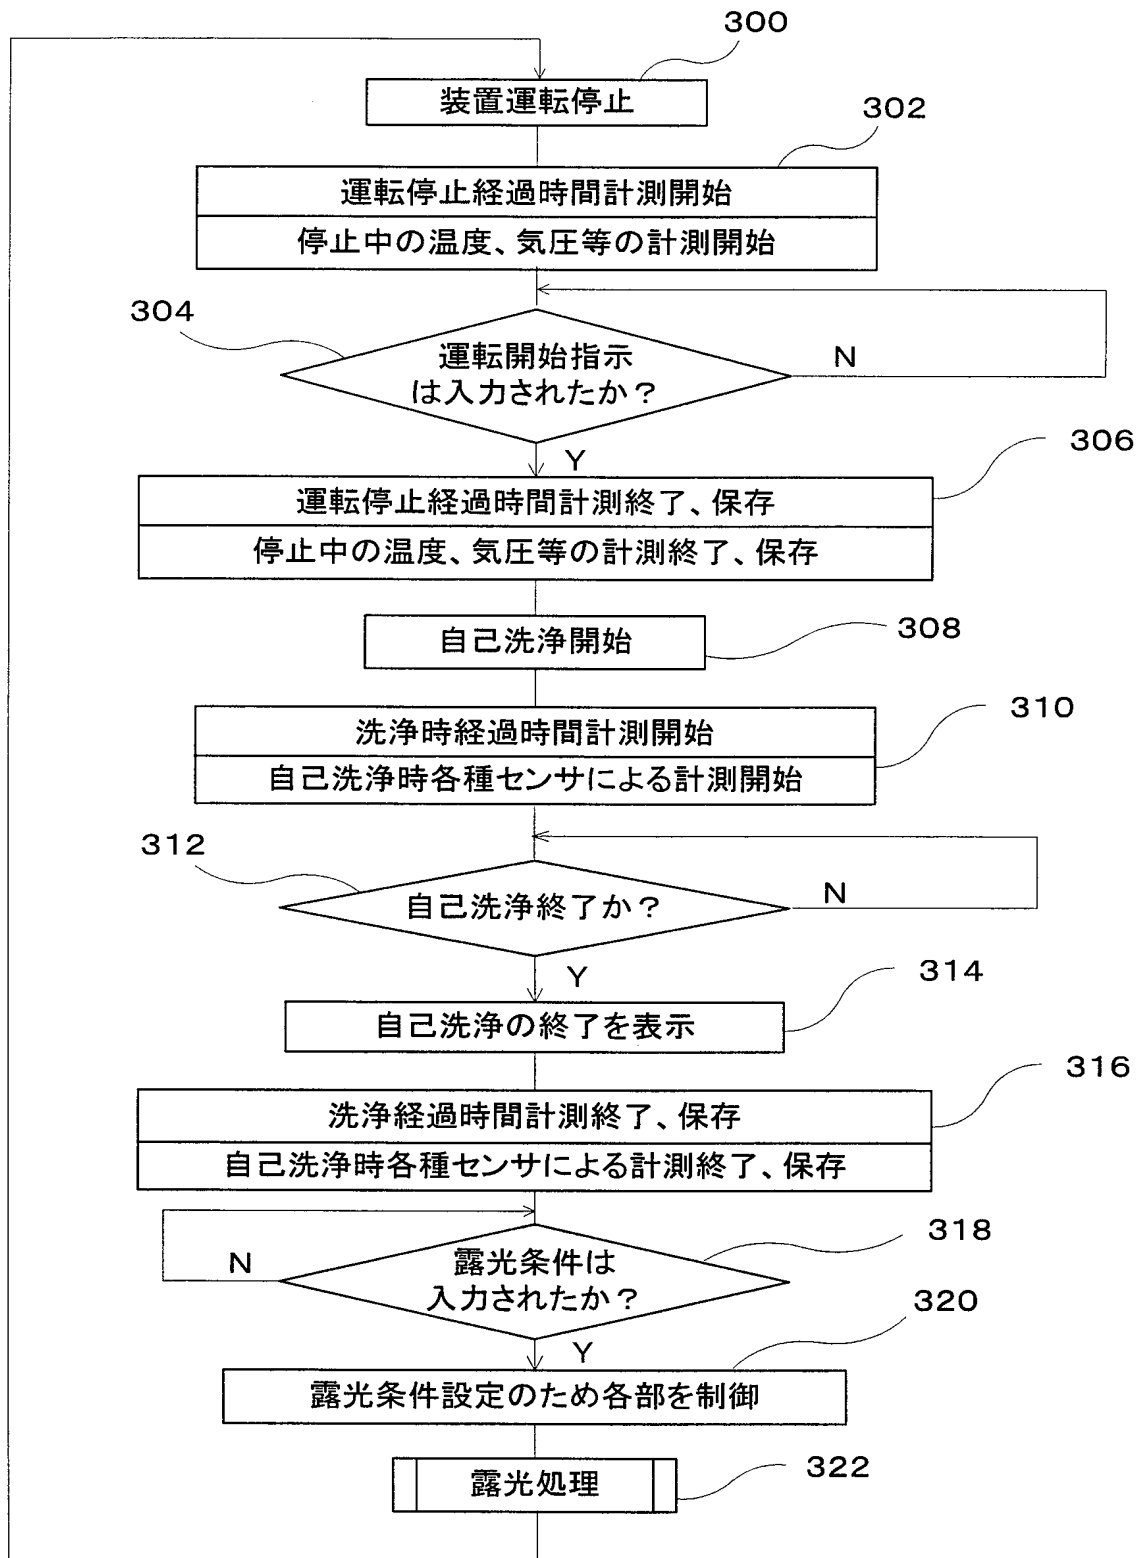 300
装置運転停止
302
運転停止経過時間計測開始
停止中の温度、気圧等の計測開始
304
運転開始指示
は入力されたか？
N
Y
306
運転停止経過時間計測終了、保存
停止中の温度、気圧等の計測終了、保存
自己洗浄開始
308
310
洗浄時経過時間計測開始
自己洗浄時各種センサによる計測開始
312
自己洗浄終了か？
N
Y
314
自己洗浄の終了を表示
316
洗浄経過時間計測終了、保存
自己洗浄時各種センサによる計測終了、保存
318
N
露光条件は
入力されたか？
320
Y
露光条件設定のため各部を制御
露光処理
322